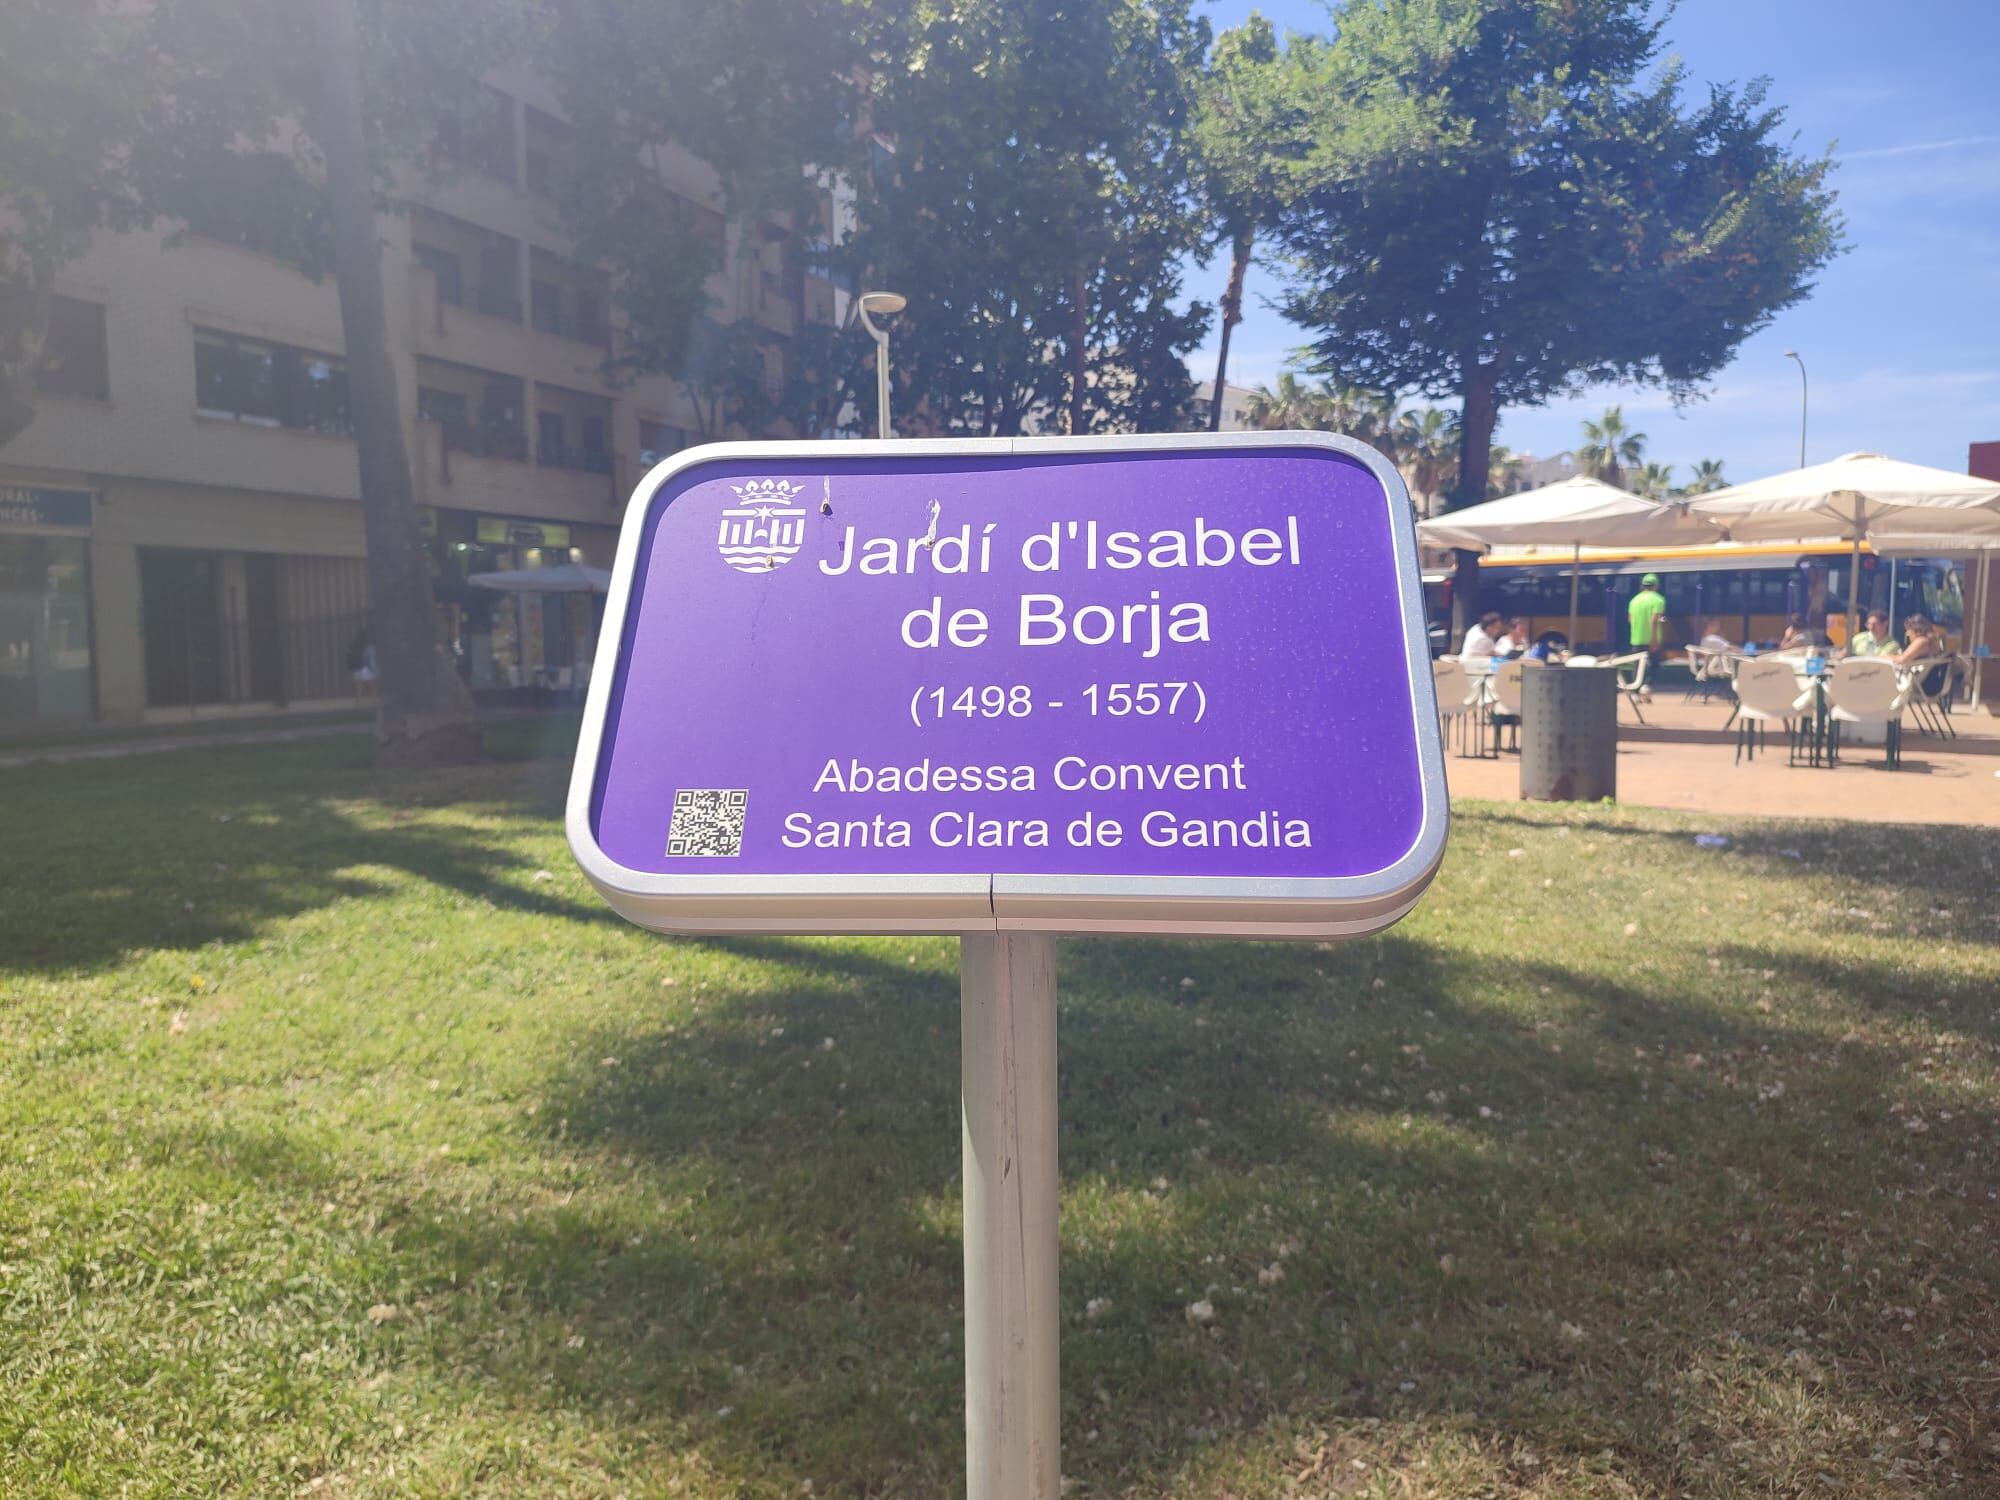 Jardí d'Isabel
de Borja
(1498 - 1557)
Abadessa Convent
Santa Clara de Gandia